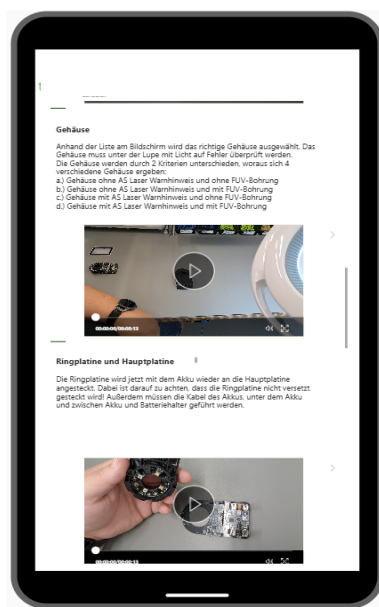 Gehäuse
Anhand der Liste am Bildschirm wird das richtige Gehäuse ausgewählt. Das
Gehäuse muss unter der Lupe mit Licht auf Fehler überprüft werden.
Die Gehäuse werden durch 2 Kriterien unterschieden, woraus sich 4
verschiedene Gehäuse ergeben:
a.) Gehäuse ohne AS Laser Warnhinweis und ohne FUV-Bohrung
b.) Gehäuse ohne AS Laser Warnhinweis und mit FUV-Bohrung
c.) Gehäuse mit AS Laser Warnhinweis und ohne FUV-Bohrung
d.) Gehäuse mit AS Laser Warnhinweis und mit FUV-Bohrung
00:00:00/00:00:13
Ringplatine und Hauptplatine
Die Ringplatine wird jetzt mit dem Akku wieder an die Hauptplatine
angesteckt. Dabei ist darauf zu achten, dass die Ringplatine nicht versetzt
gesteckt wird! Außerdem müssen die Kabel des Akkus, unter dem Akku
und zwischen Akku und Batteriehalter geführt werden.